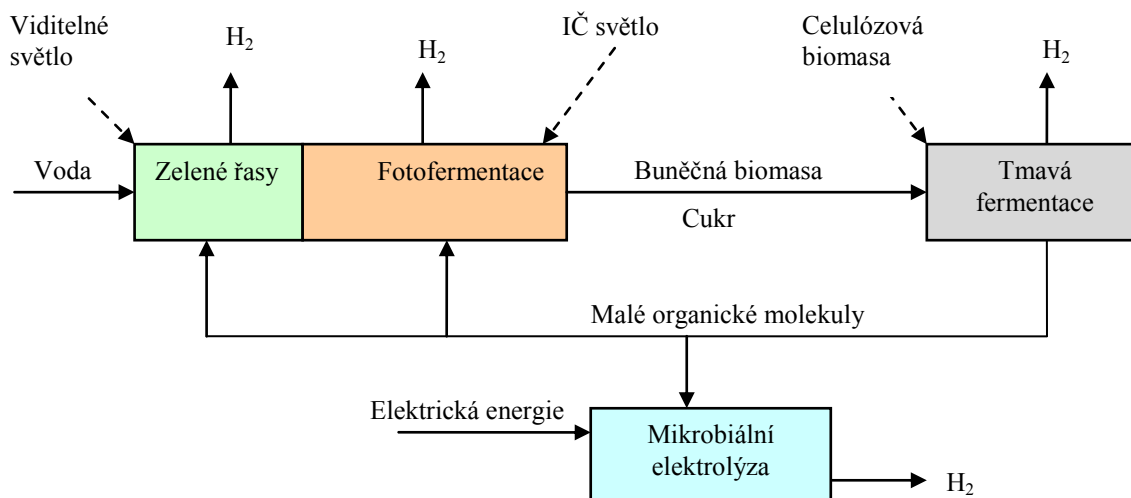 Viditelné
světlo
H₂
H₂
IČ světlo
Celulózová
biomasa
H₂
Voda
Zelené řasy
Fotofermentace
Buněčná biomasa
Cukr
Tmavá
fermentace
Malé organické molekuly
Elektrická energie
Mikrobiální
elektrolýza
H₂